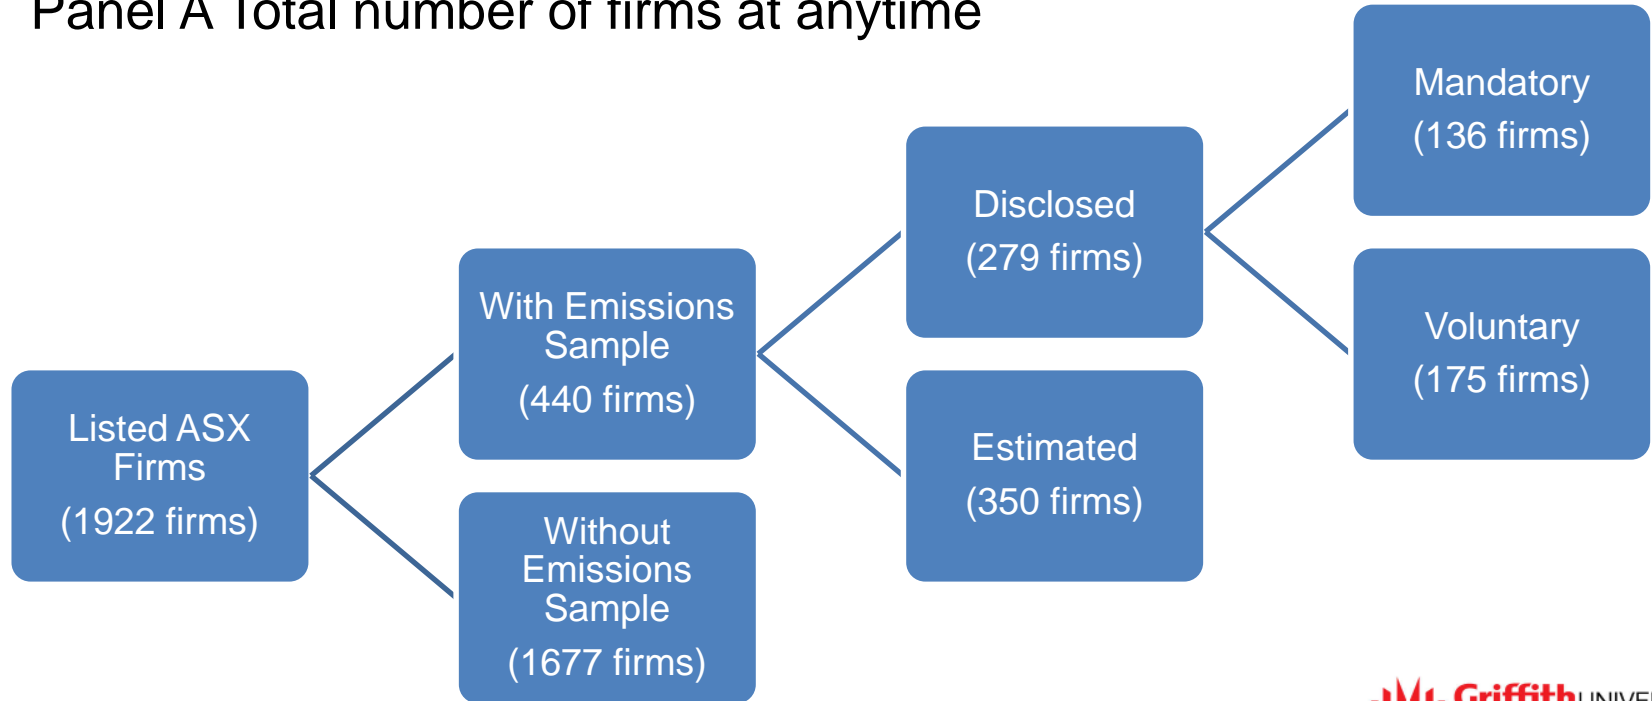 Panel A Total number of firms at anytime
Mandatory
(136 firms)
Disclosed
(279 firms)
With Emissions
Sample
(440 firms)
Voluntary
(175 firms)
Listed ASX
Firms
(1922 firms)
Estimated
(350 firms)
Without
Emissions
Sample
(1677 firms)
Griffith UNIVER